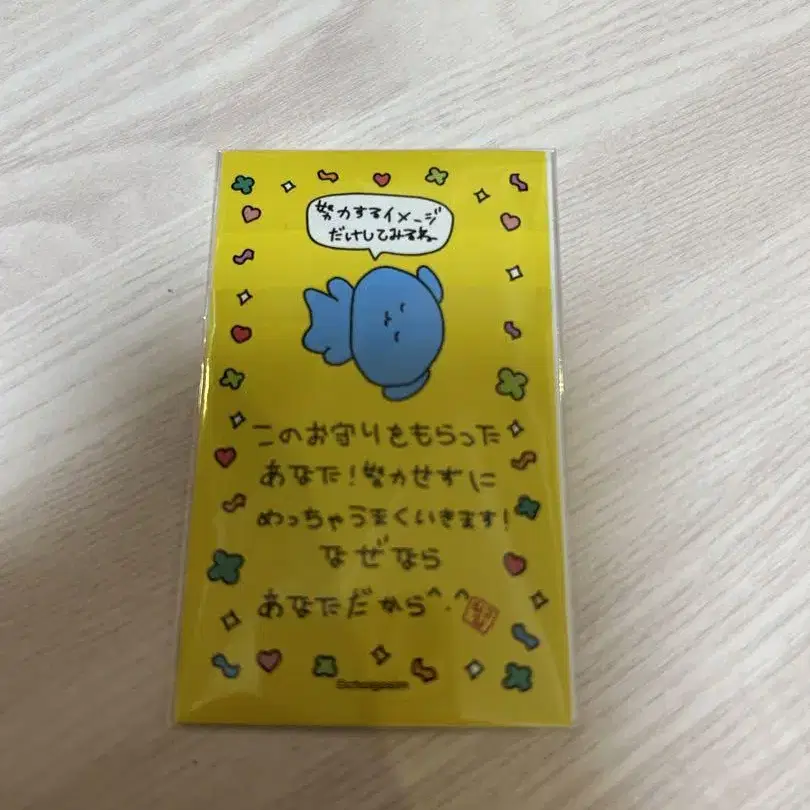 努力するイメージ
だけしてみるね
このお守りをもらった
あなた！努力せずに
めっちゃうまくいきます！
なぜなら
あなただから^.^